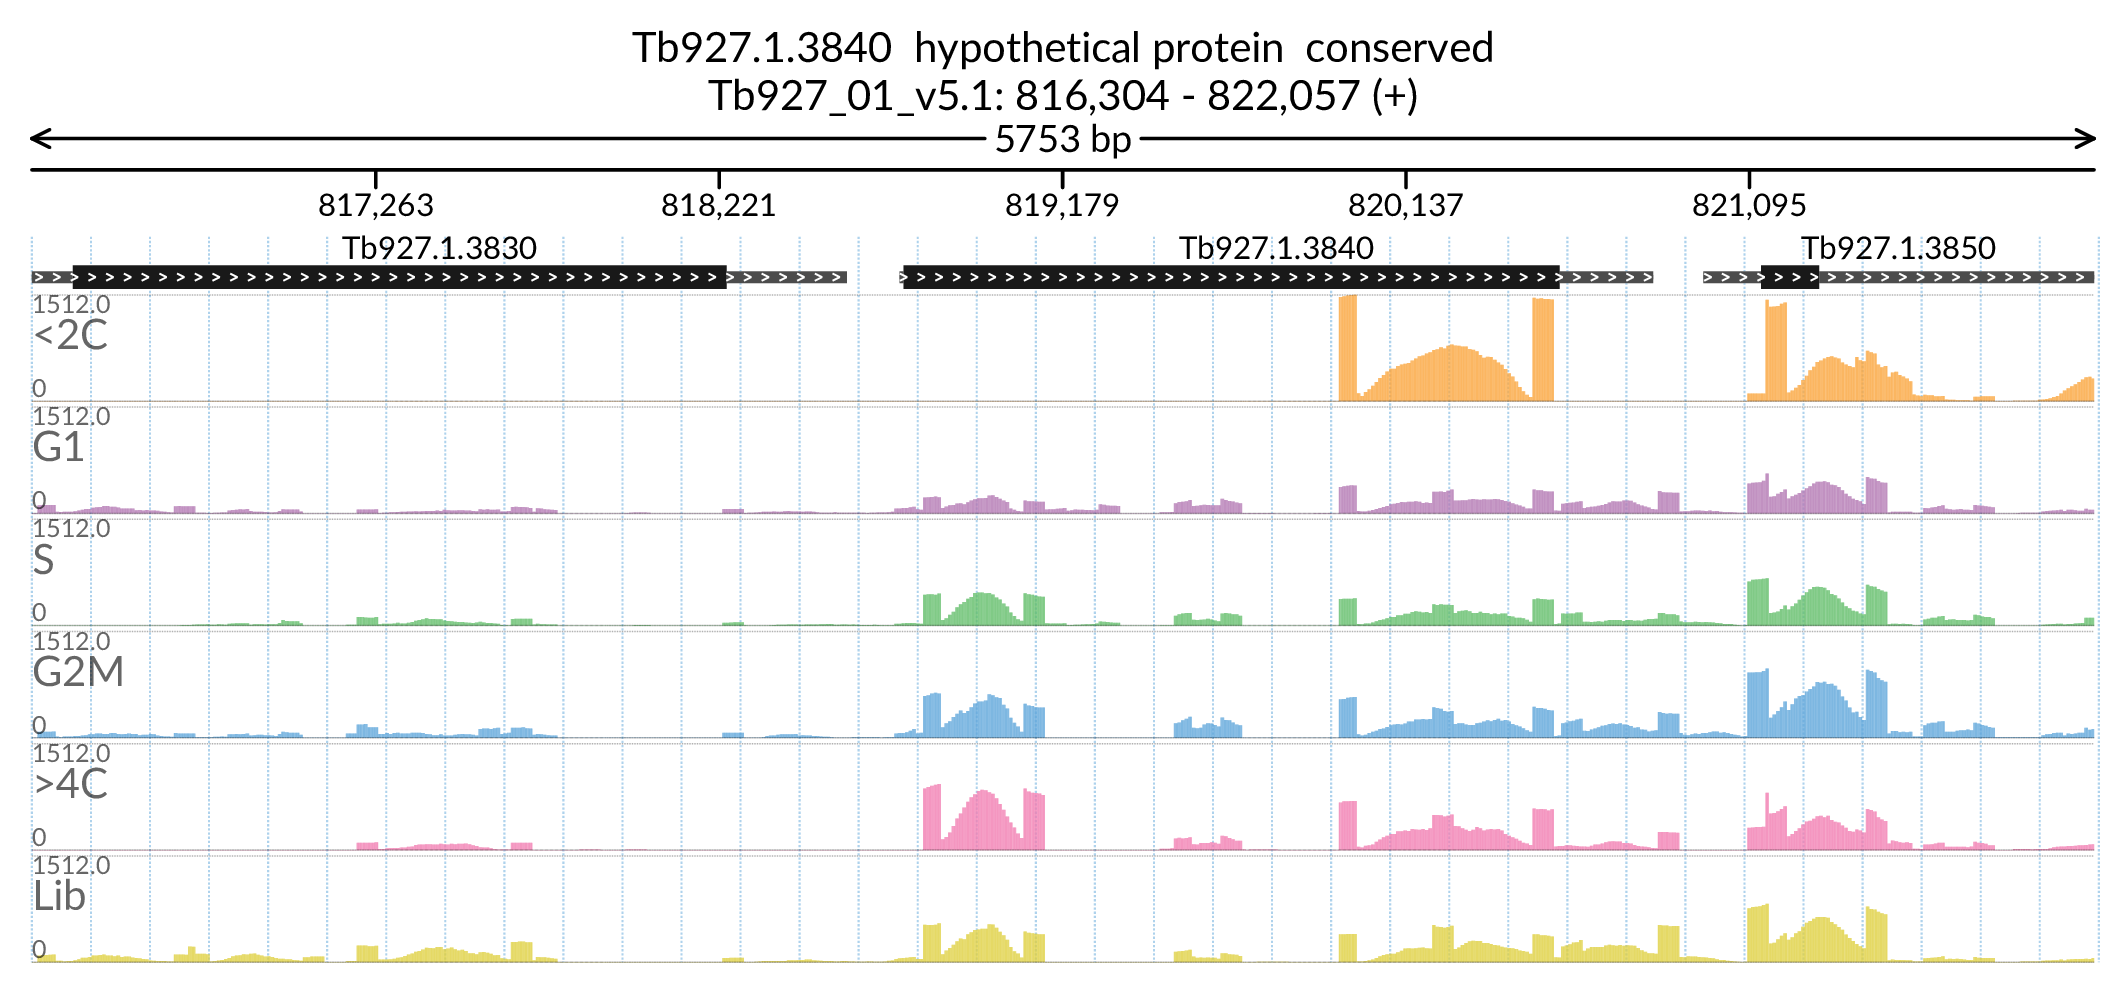 Tb927.1.3840 hypothetical protein conserved
Tb927_01_v5.1: 816,304 - 822,057 (+)
5753 bp
817,263 818,221 819,179 820,137 821,095
Tb927.1.3830 Tb927.1.3840 Tb927.1.3850
1512.0
<2C
0
1512.0
G1
0
1512.0
S
0
1512.0
G2M
0
1512.0
>4C
0
1512.0
Lib
0